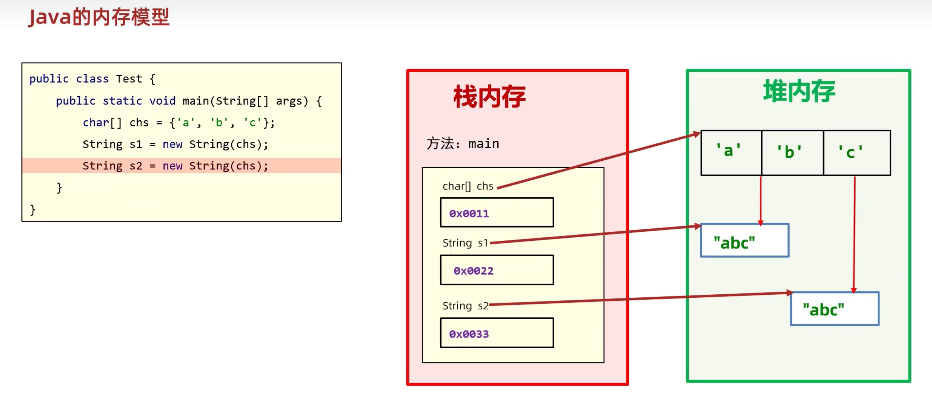 Java的内存模型
public class Test {
public static void main(String[] args) {
char[] chs = {'a', 'b', 'c'};
String s1 = new String(chs);
String s2 = new String(chs);
}
}
栈内存
方法：main
char[] chs
0x0011
String s1
0x0022
String s2
0x0033
堆内存
'a' 'b' 'c'
"abc"
"abc"